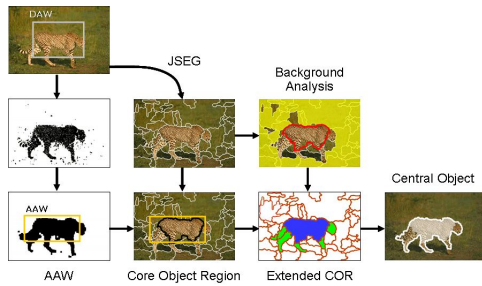 DAW
JSEG
Background
Analysis
Central Object
AAW
AAW
Core Object Region
Extended COR